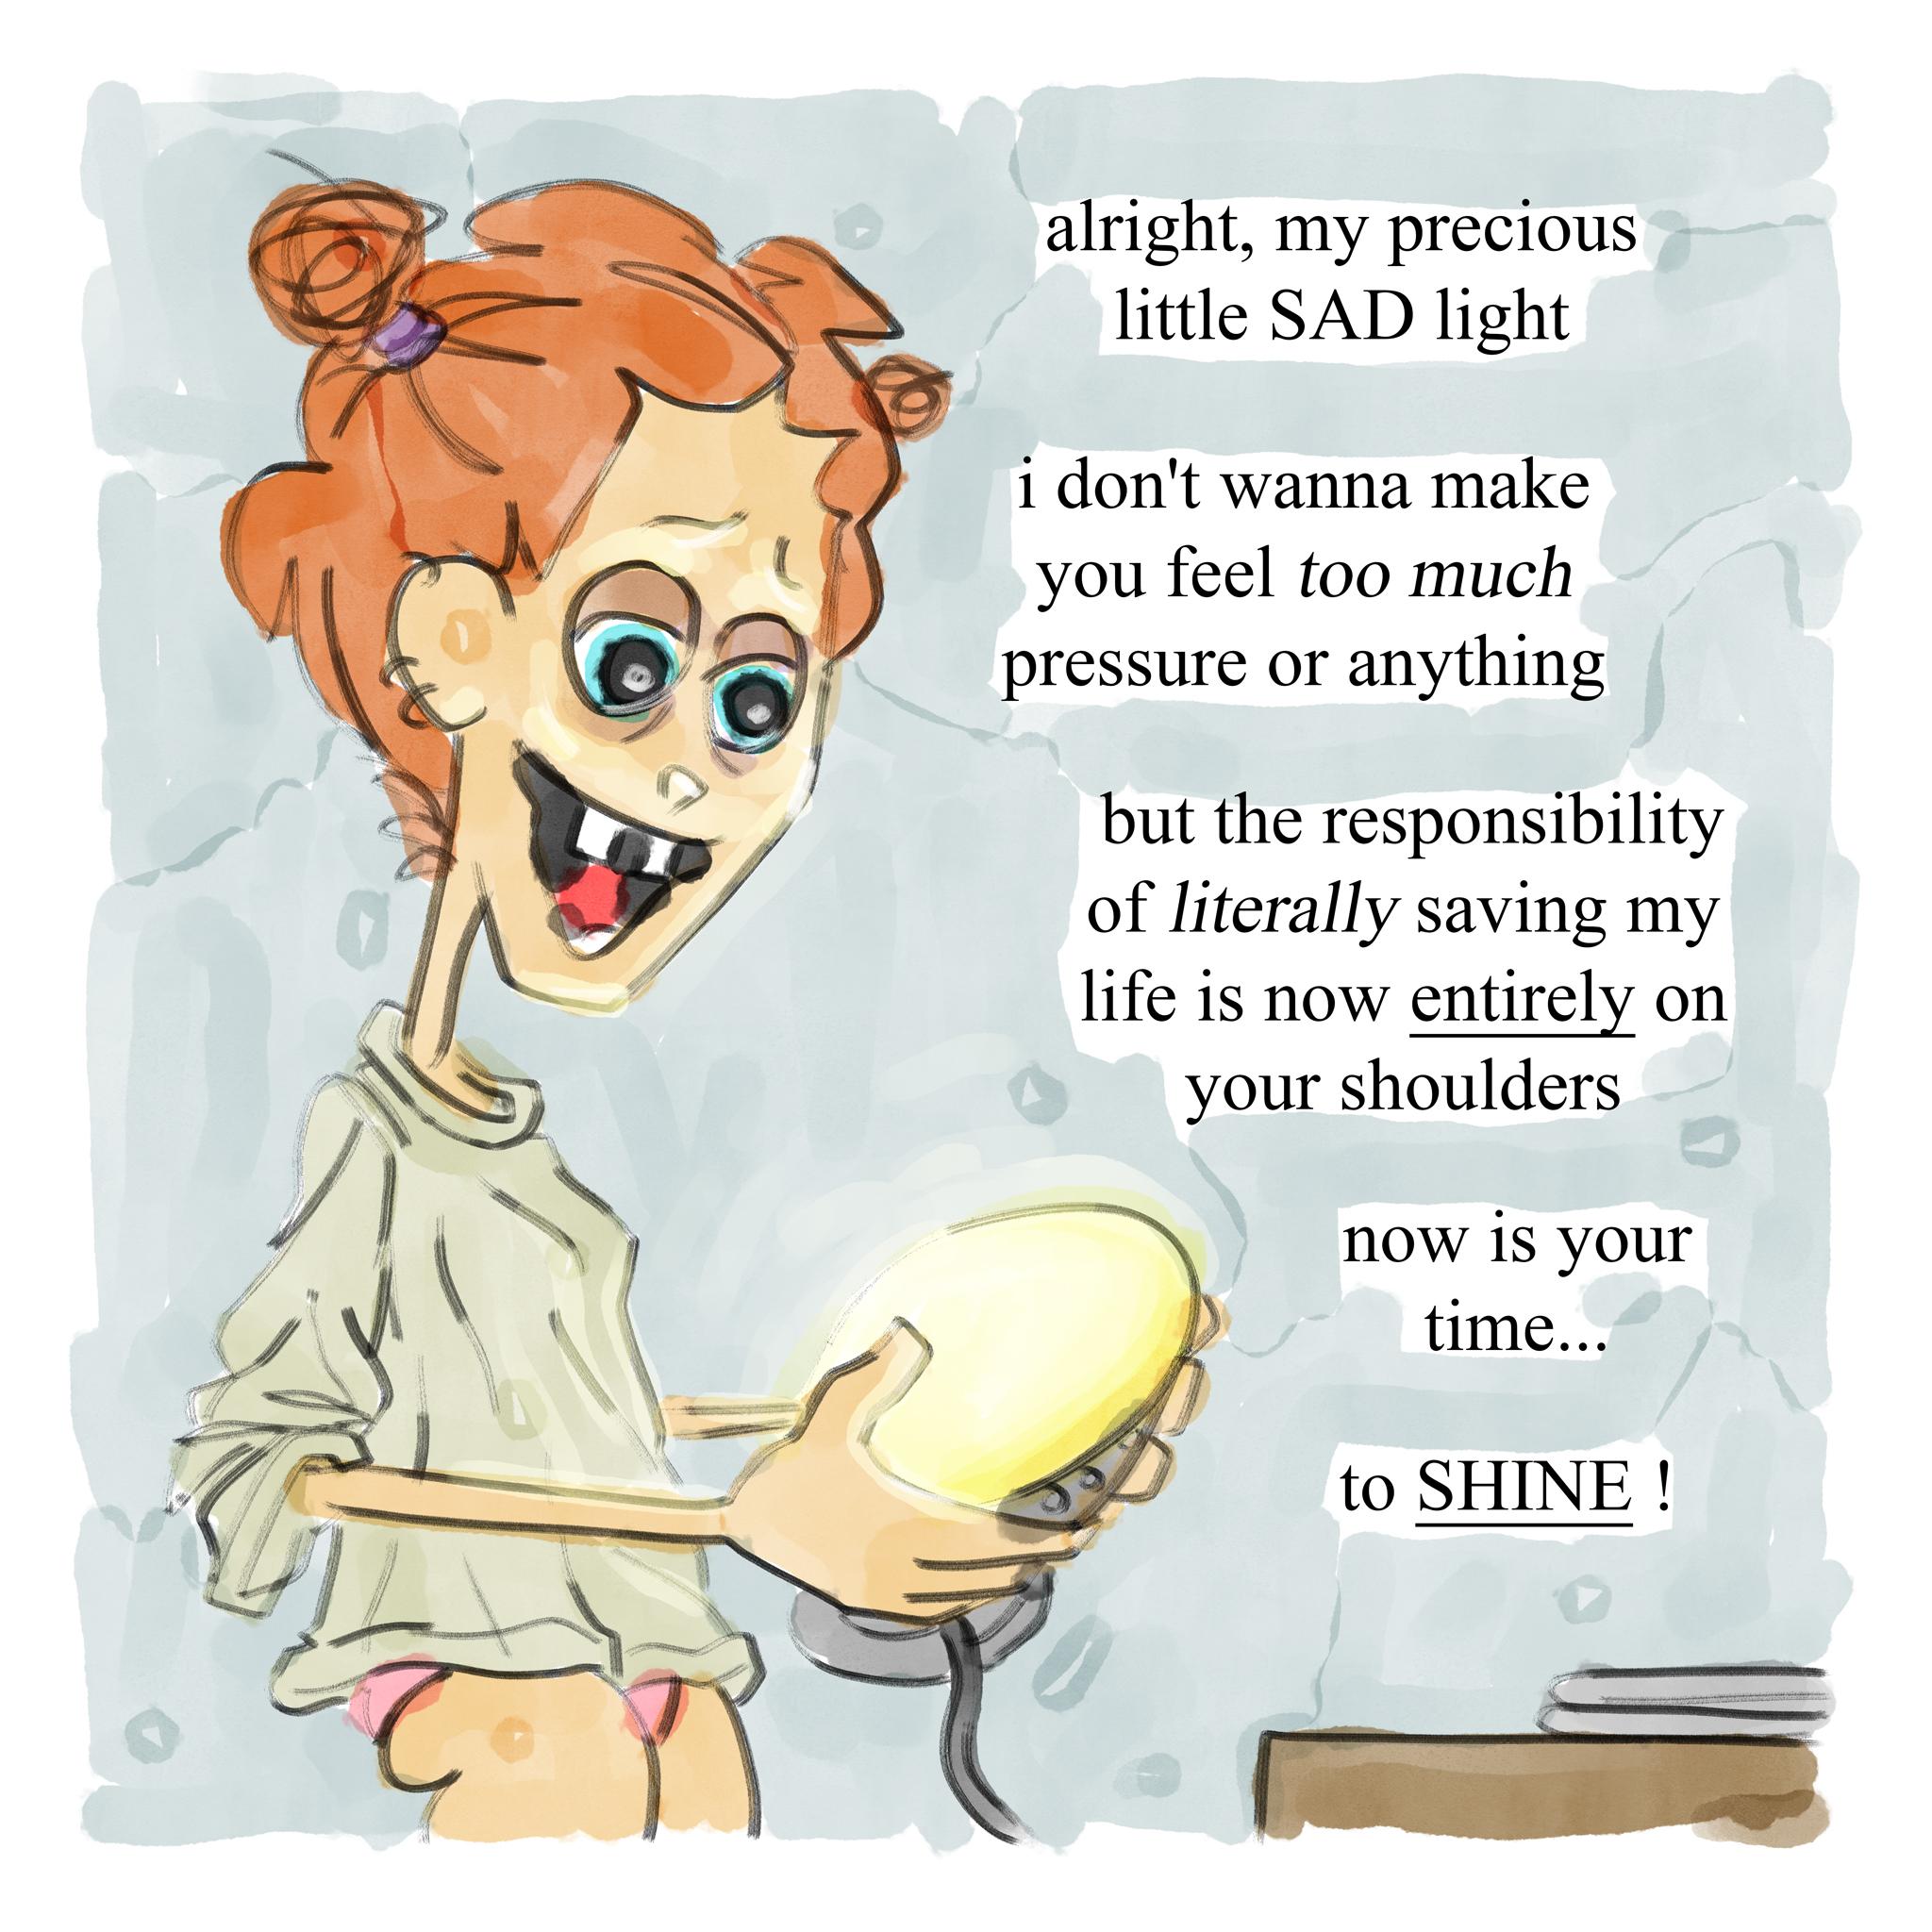 alright, my precious
little SAD light
i don't wanna make
you feel too much
pressure or anything
but the responsibility
of literally saving my
life is now entirely on
your shoulders
now is your
time...
to SHINE !